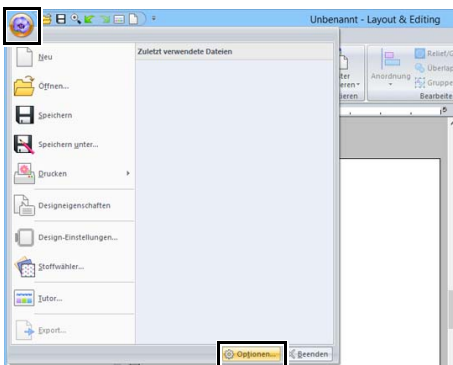 Unbenannt - Layout & Editing
Zuletzt verwendete Dateien
Neu
Öffnen...
Speichern
Speichern unter...
Drucken
Designeigenschaften
Design-Einstellungen...
Stoffwähler...
Tutor...
Export...
Optionen...
Beenden
Anordnung
Relief/
Überlap
Gruppe
Bearbeite